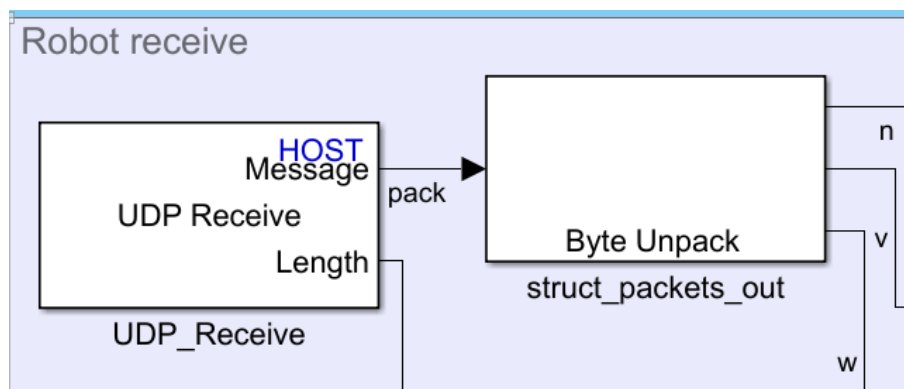 Robot receive
HOST
Message
UDP Receive
Length
UDP_Receive
pack
Byte Unpack
struct_packets_out
n
v
w